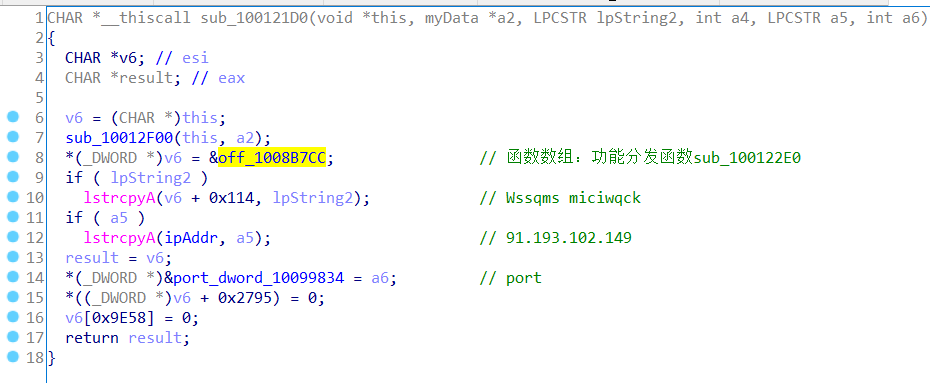 1 CHAR *__thiscall sub_100121D0(void *this, myData *a2, LPCSTR lpString2, int a4, LPCSTR a5, int a6)
2 {
3   CHAR *v6; // esi
4   CHAR *result; // eax
5
6   v6 = (CHAR *)this;
7   sub_10012F00(this, a2);
8   *(_DWORD *)v6 = &off_1008B7CC; // 函数数组：功能分发函数sub_100122E0
9   if ( lpString2 )
10     lstrcpyA(v6 + 0x114, lpString2); // Wssqms miciwqck
11   if ( a5 )
12     lstrcpyA(ipAddr, a5); // 91.193.102.149
13   result = v6;
14   *(_DWORD *)&port_dword_10099834 = a6; // port
15   *((_DWORD *)v6 + 0x2795) = 0;
16   v6[0x9E58] = 0;
17   return result;
18 }